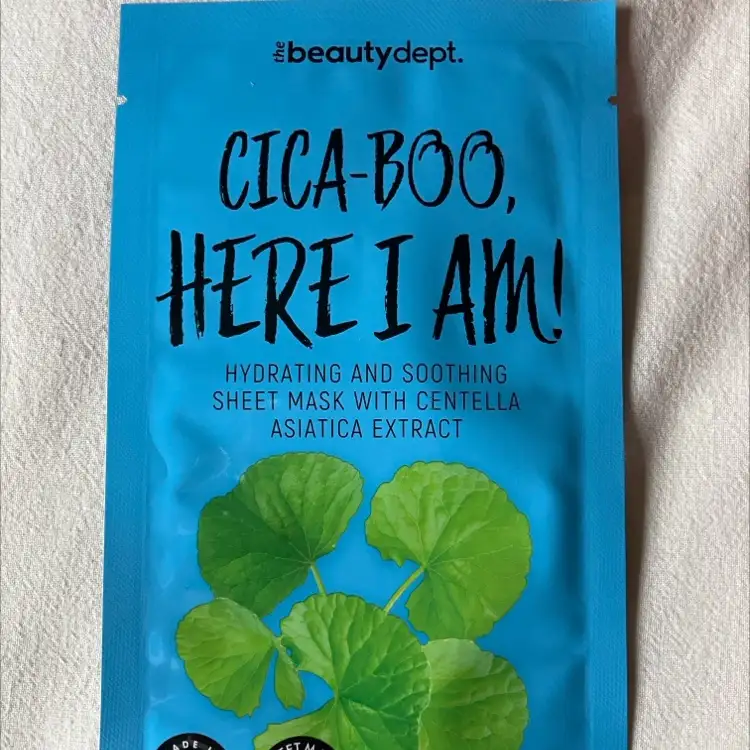 the beautydept.
CICA-BOO,
HERE I AM!
HYDRATING AND SOOTHING
SHEET MASK WITH CENTELLA
ASIATICA EXTRACT